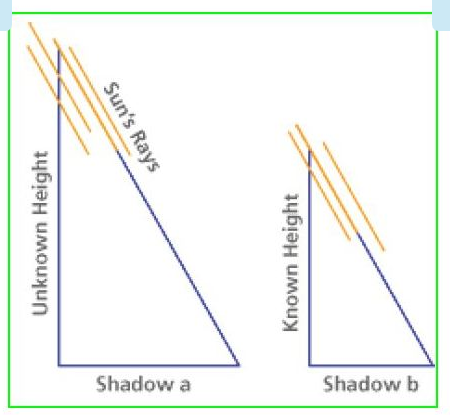 Sun's Rays
Unknown Height
Known Height
Shadow a
Shadow b